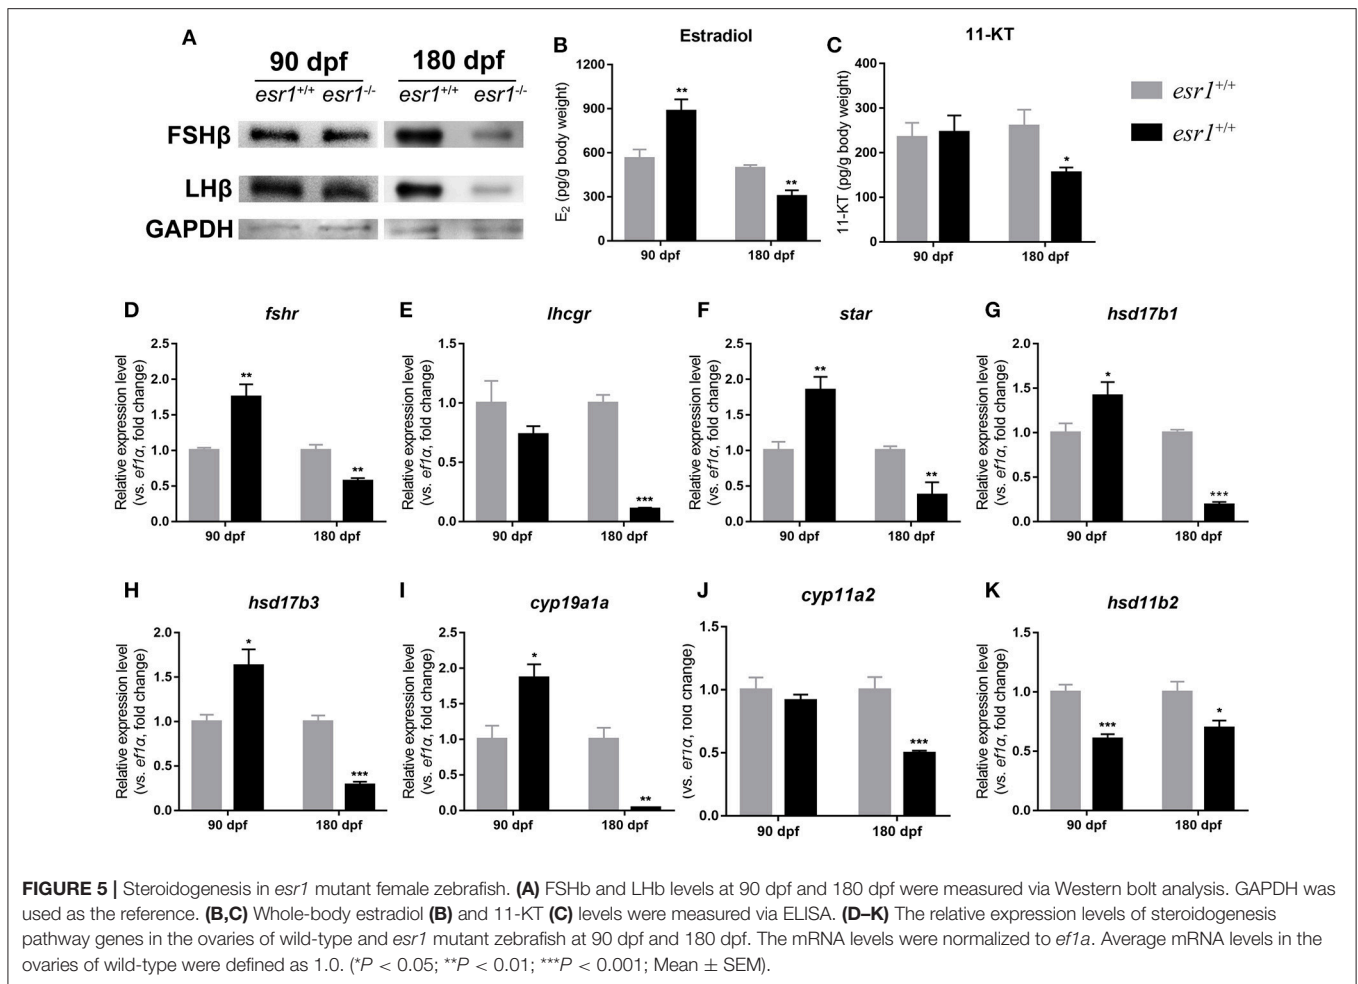 A
90 dpf 180 dpf
esr1+/+ esr1-/- esr1+/+ esr1-/-
FSHβ
LHβ
GAPDH
B
Estradiol
E2 (pg/g body weight)
1200
900
600
300
0
90 dpf 180 dpf
** **
C
11-KT
11-KT (pg/g body weight)
400
300
200
100
0
90 dpf 180 dpf
*
esr1+/+
esr1+/+
D
fshr
Relative expression level
(vs. ef1α, fold change)
2.5
2.0
1.5
1.0
0.5
0.0
90 dpf 180 dpf
** **
E
lhcgr
Relative expression level
(vs. ef1α, fold change)
1.5
1.0
0.5
0.0
90 dpf 180 dpf
***
F
star
Relative expression level
(vs. ef1α, fold change)
2.5
2.0
1.5
1.0
0.5
0.0
90 dpf 180 dpf
** **
G
hsd17b1
Relative expression level
(vs. ef1α, fold change)
2.0
1.5
1.0
0.5
0.0
90 dpf 180 dpf
* ***
H
hsd17b3
Relative expression level
(vs. ef1α, fold change)
2.0
1.5
1.0
0.5
0.0
90 dpf 180 dpf
* ***
I
cyp19a1a
Relative expression level
(vs. ef1α, fold change)
2.5
2.0
1.5
1.0
0.5
0.0
90 dpf 180 dpf
* **
J
cyp11a2
(vs. ef1α, fold change)
1.5
1.0
0.5
0.0
90 dpf 180 dpf
***
K
hsd11b2
Relative expression level
(vs. ef1α, fold change)
1.5
1.0
0.5
0.0
90 dpf 180 dpf
*** *
FIGURE 5 | Steroidogenesis in esr1 mutant female zebrafish. (A) FSHb and LHb levels at 90 dpf and 180 dpf were measured via Western bolt analysis. GAPDH was
used as the reference. (B,C) Whole-body estradiol (B) and 11-KT (C) levels were measured via ELISA. (D–K) The relative expression levels of steroidogenesis
pathway genes in the ovaries of wild-type and esr1 mutant zebrafish at 90 dpf and 180 dpf. The mRNA levels were normalized to ef1a. Average mRNA levels in the
ovaries of wild-type were defined as 1.0. (*P < 0.05; **P < 0.01; ***P < 0.001; Mean ± SEM).